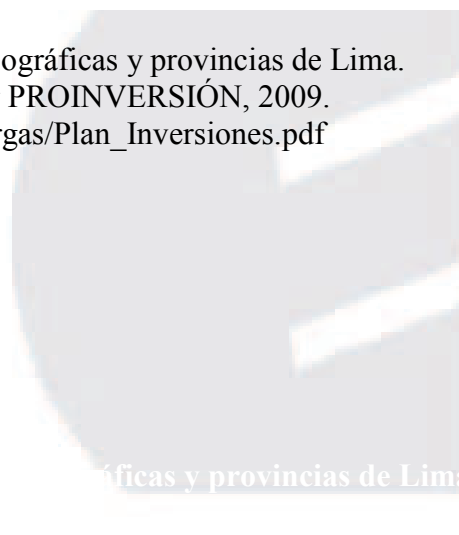 ográficas y provincias de Lima.
PROINVERSIÓN, 2009.
rgas/Plan_Inversiones.pdf
áficas y provincias de Lima